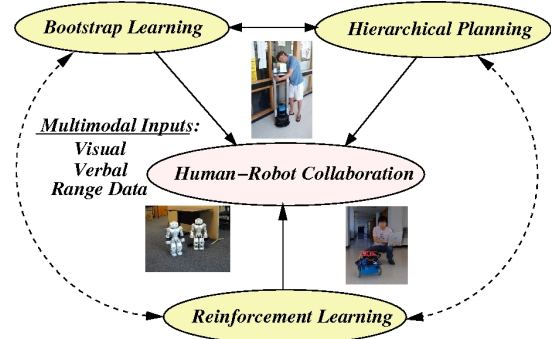 Bootstrap Learning
Hierarchical Planning
Multimodal Inputs:
Visual
Verbal
Range Data
Human−Robot Collaboration
Reinforcement Learning